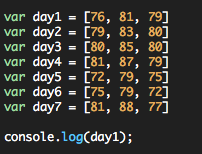 var day1 = [76, 81, 79]
var day2 = [79, 83, 80]
var day3 = [80, 85, 80]
var day4 = [81, 87, 79]
var day5 = [72, 79, 75]
var day6 = [75, 79, 72]
var day7 = [81, 88, 77]
console.log(day1);